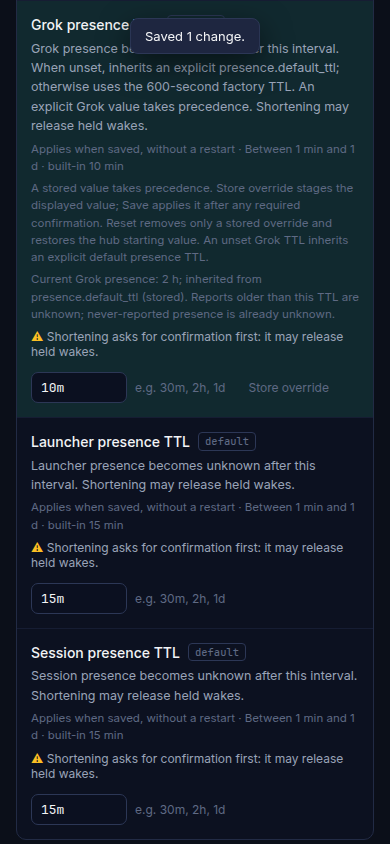 Grok presence
Saved 1 change.
Grok presence be r this interval.
When unset, inherits an explicit presence.default_ttl;
otherwise uses the 600-second factory TTL. An
explicit Grok value takes precedence. Shortening may
release held wakes.
Applies when saved, without a restart · Between 1 min and 1
d · built-in 10 min
A stored value takes precedence. Store override stages the
displayed value; Save applies it after any required
confirmation. Reset removes only a stored override and
restores the hub starting value. An unset Grok TTL inherits
an explicit default presence TTL.
Current Grok presence: 2 h; inherited from
presence.default_ttl (stored). Reports older than this TTL are
unknown; never-reported presence is already unknown.
⚠ Shortening asks for confirmation first: it may release
held wakes.
10m e.g. 30m, 2h, 1d Store override
Launcher presence TTL default
Launcher presence becomes unknown after this
interval. Shortening may release held wakes.
Applies when saved, without a restart · Between 1 min and 1
d · built-in 15 min
⚠ Shortening asks for confirmation first: it may release
held wakes.
15m e.g. 30m, 2h, 1d
Session presence TTL default
Session presence becomes unknown after this interval.
Shortening may release held wakes.
Applies when saved, without a restart · Between 1 min and 1
d · built-in 15 min
⚠ Shortening asks for confirmation first: it may release
held wakes.
15m e.g. 30m, 2h, 1d